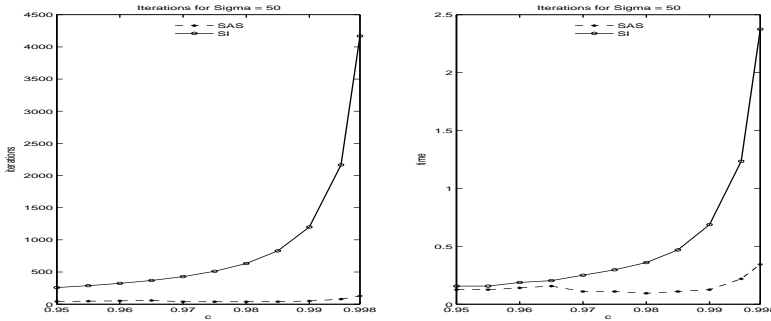 Iterations for Sigma = 50
SAS
SI
4500
4000
3500
3000
2500
2000
1500
1000
500
0
iterations
0.95
0.96
0.97
0.98
0.99
0.998
c
Iterations for Sigma = 50
SAS
SI
2.5
2
1.5
1
0.5
0
time
0.95
0.96
0.97
0.98
0.99
0.998
c